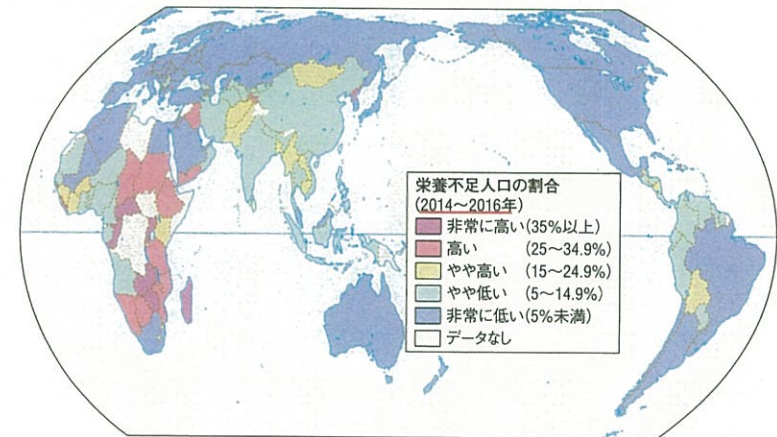 栄養不足人口の割合
(2014〜2016年)
非常に高い(35%以上)
高い (25〜34.9%)
やや高い (15〜24.9%)
やや低い (5〜14.9%)
非常に低い(5%未満)
データなし